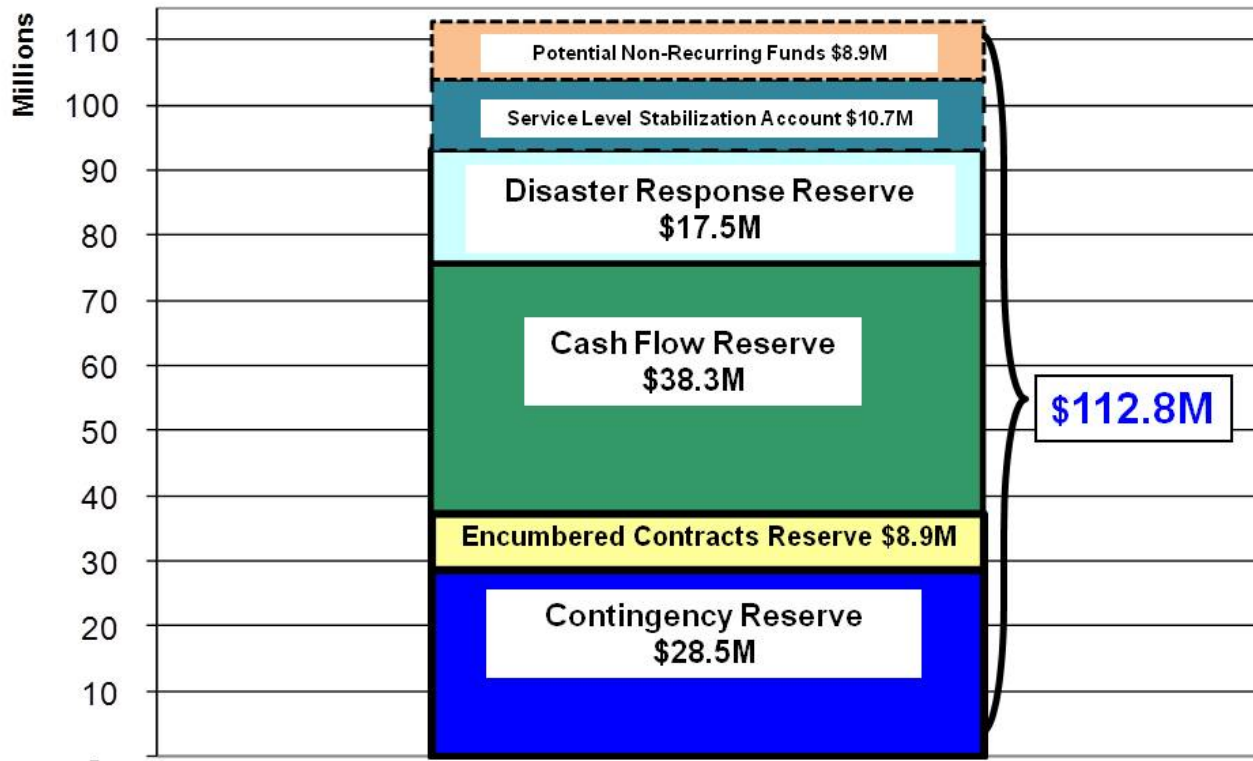 Millions
110
100
90
80
70
60
50
40
30
20
10
Potential Non-Recurring Funds $8.9M
Service Level Stabilization Account $10.7M
Disaster Response Reserve
$17.5M
Cash Flow Reserve
$38.3M
Encumbered Contracts Reserve $8.9M
Contingency Reserve
$28.5M
$112.8M